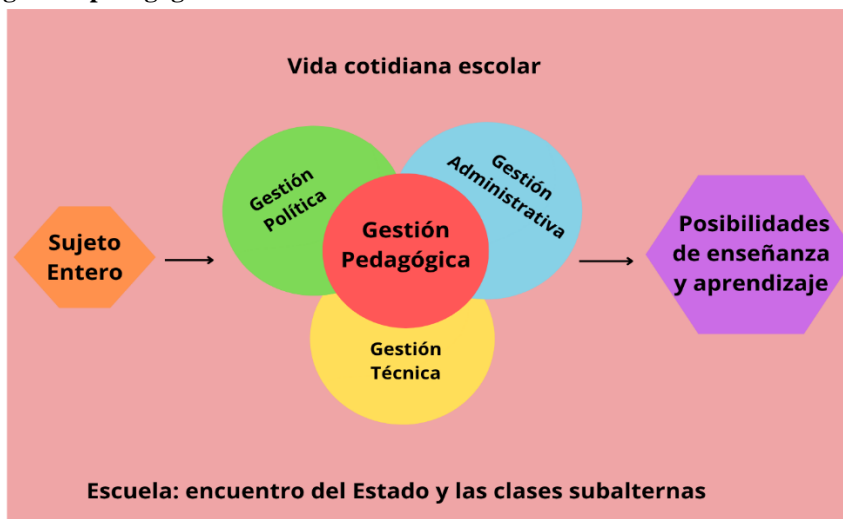 Vida cotidiana escolar
Gestión
Política
Gestión
Administrativa
Sujeto
Entero
Gestión
Pedagógica
Posibilidades
de enseñanza
y aprendizaje
Gestión
Técnica
Escuela: encuentro del Estado y las clases subalternas